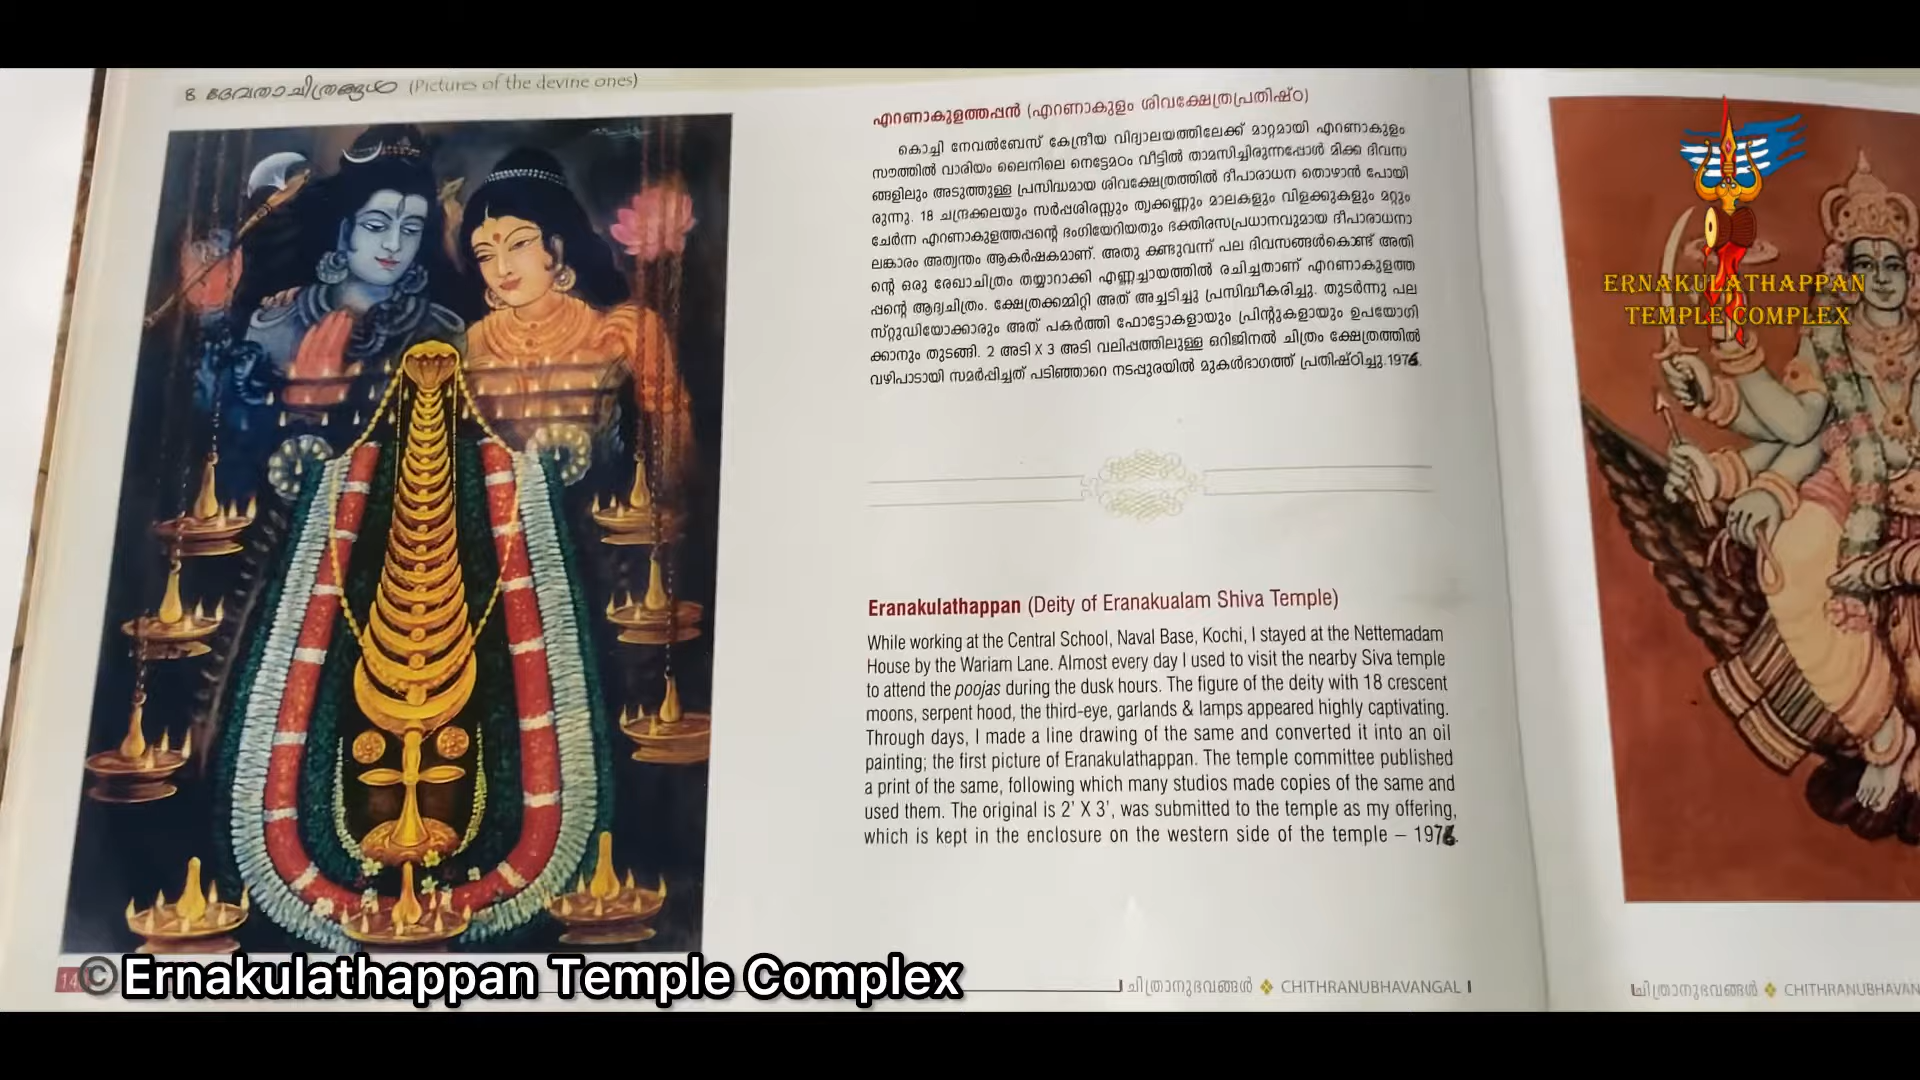 8 ദേവതാചിത്രങ്ങൾ (Pictures of the devine ones)
എറണാകുളത്തപ്പൻ (എറണാകുളം ശിവക്ഷേത്രപ്രതിഷ്ഠ)
കൊച്ചി നേവൽബേസ് കേന്ദ്രീയ വിദ്യാലയത്തിലേക്ക് മാറ്റമായി എറണാകുളം
സൗത്തിൽ വാരിയം ലൈനിലെ നെട്ടേമഠം വീട്ടിൽ താമസിച്ചിരുന്നപ്പോൾ മിക്ക ദിവസ
ങ്ങളിലും അടുത്തുള്ള പ്രസിദ്ധമായ ശിവക്ഷേത്രത്തിൽ ദീപാരാധന തൊഴാൻ പോയി
രുന്നു. 18 ചന്ദ്രക്കലയും സർപ്പശിരസ്സും തൃക്കണ്ണും മാലകളും വിളക്കുകളും മറ്റും
ചേർന്ന എറണാകുളത്തപ്പന്റെ ഭംഗിയേറിയതും ഭക്തിരസപ്രധാനവുമായ ദീപാരാധനാ
ലങ്കാരം അത്യന്തം ആകർഷകമാണ്. അതു കണ്ടുവന്ന് പല ദിവസങ്ങൾകൊണ്ട് അതി
ന്റെ ഒരു രേഖാചിത്രം തയ്യാറാക്കി എണ്ണച്ചായത്തിൽ രചിച്ചതാണ് എറണാകുളത്ത
പ്പന്റെ ആദ്യചിത്രം. ക്ഷേത്രക്കമ്മിറ്റി അത് അച്ചടിച്ചു പ്രസിദ്ധീകരിച്ചു. തുടർന്നു പല
സ്റ്റുഡിയോക്കാരും അത് പകർത്തി ഫോട്ടോകളായും പ്രിന്റുകളായും ഉപയോഗി
ക്കാനും തുടങ്ങി. 2 അടി X 3 അടി വലിപ്പത്തിലുള്ള ഒറിജിനൽ ചിത്രം ക്ഷേത്രത്തിൽ
വഴിപാടായി സമർപ്പിച്ചത് പടിഞ്ഞാറെ നടപ്പുരയിൽ മുകൾഭാഗത്ത് പ്രതിഷ്ഠിച്ചു.1976.
Eranakulathappan (Deity of Eranakualam Shiva Temple)
While working at the Central School, Naval Base, Kochi, I stayed at the Nettemadam
House by the Wariam Lane. Almost every day I used to visit the nearby Siva temple
to attend the poojas during the dusk hours. The figure of the deity with 18 crescent
moons, serpent hood, the third-eye, garlands & lamps appeared highly captivating.
Through days, I made a line drawing of the same and converted it into an oil
painting; the first picture of Eranakulathappan. The temple committee published
a print of the same, following which many studios made copies of the same and
used them. The original is 2' X 3', was submitted to the temple as my offering,
which is kept in the enclosure on the western side of the temple – 1976.
14
ചിത്രാനുഭവങ്ങൾ ❖ CHITHRANUBHAVANGAL
ചിത്രാനുഭവങ്ങൾ ❖ CHITHRANUBHAVAN
ERNAKULATHAPPAN
TEMPLE COMPLEX
© Ernakulathappan Temple Complex